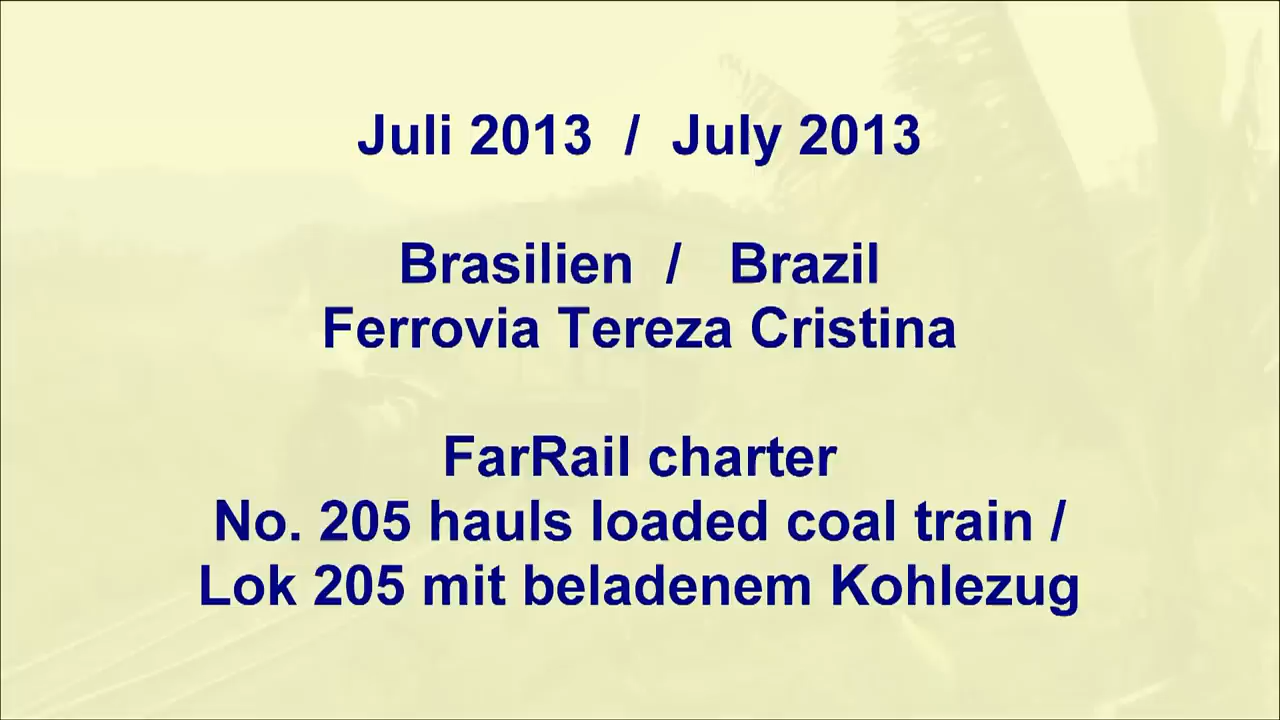 Juli 2013 / July 2013
Brasilien / Brazil
Ferrovia Tereza Cristina
FarRail charter
No. 205 hauls loaded coal train /
Lok 205 mit beladenem Kohlezug